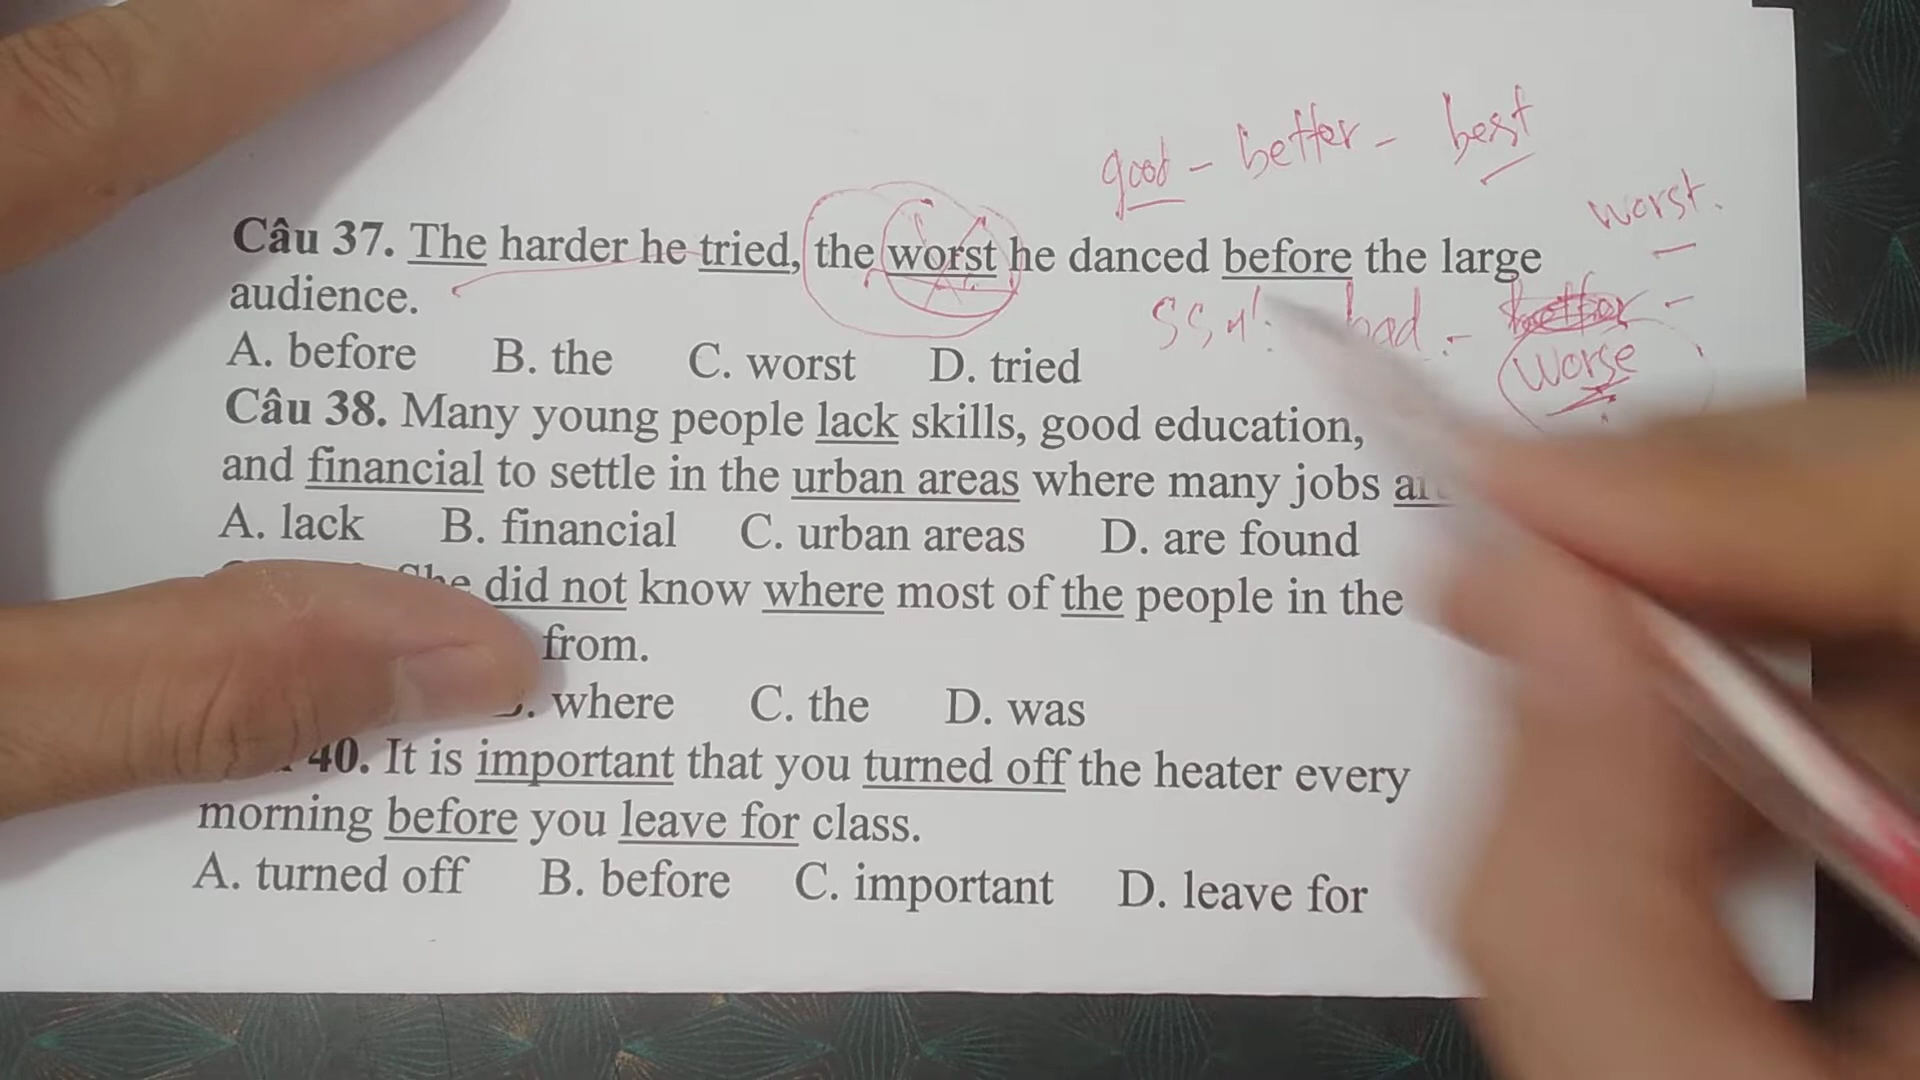 good - better - best
worst.
Câu 37. The harder he tried, the worst he danced before the large
audience.
bad -
worse
A. before B. the C. worst D. tried
Câu 38. Many young people lack skills, good education,
and financial to settle in the urban areas where many jobs
A. lack B. financial C. urban areas D. are found
She did not know where most of the people in the
from.
where C. the D. was
40. It is important that you turned off the heater every
morning before you leave for class.
A. turned off B. before C. important D. leave for